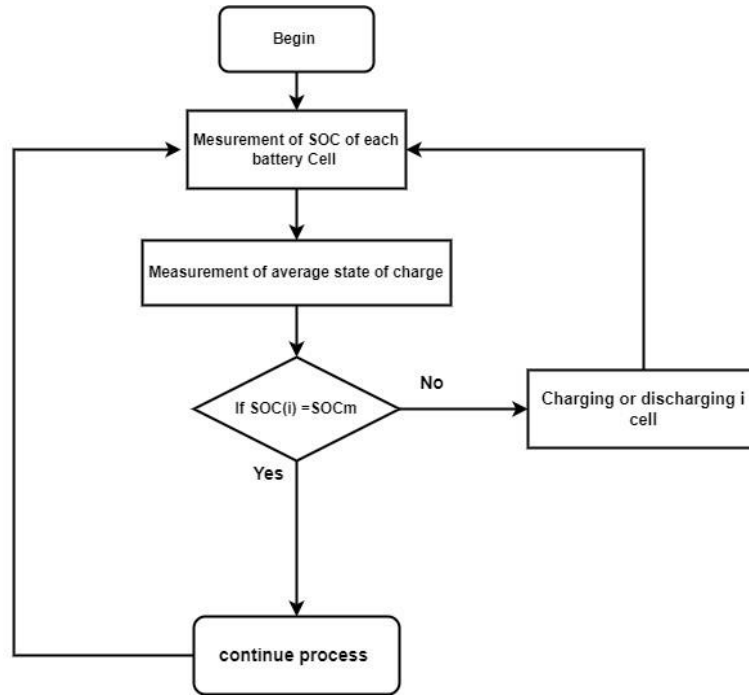 Begin
Mesurement of SOC of each
battery Cell
Measurement of average state of charge
If SOC(i) =SOCm
No
Charging or discharging i
cell
Yes
continue process